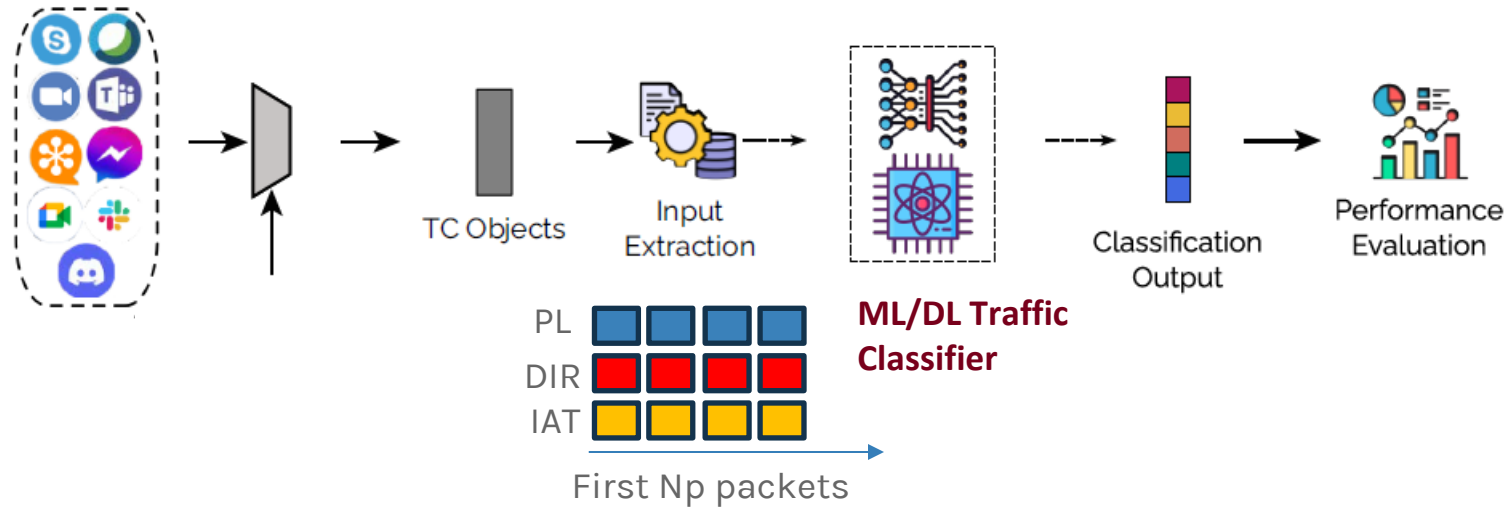 TC Objects
Input
Extraction
Classification
Output
Performance
Evaluation
ML/DL Traffic
Classifier
PL
DIR
IAT
First Np packets